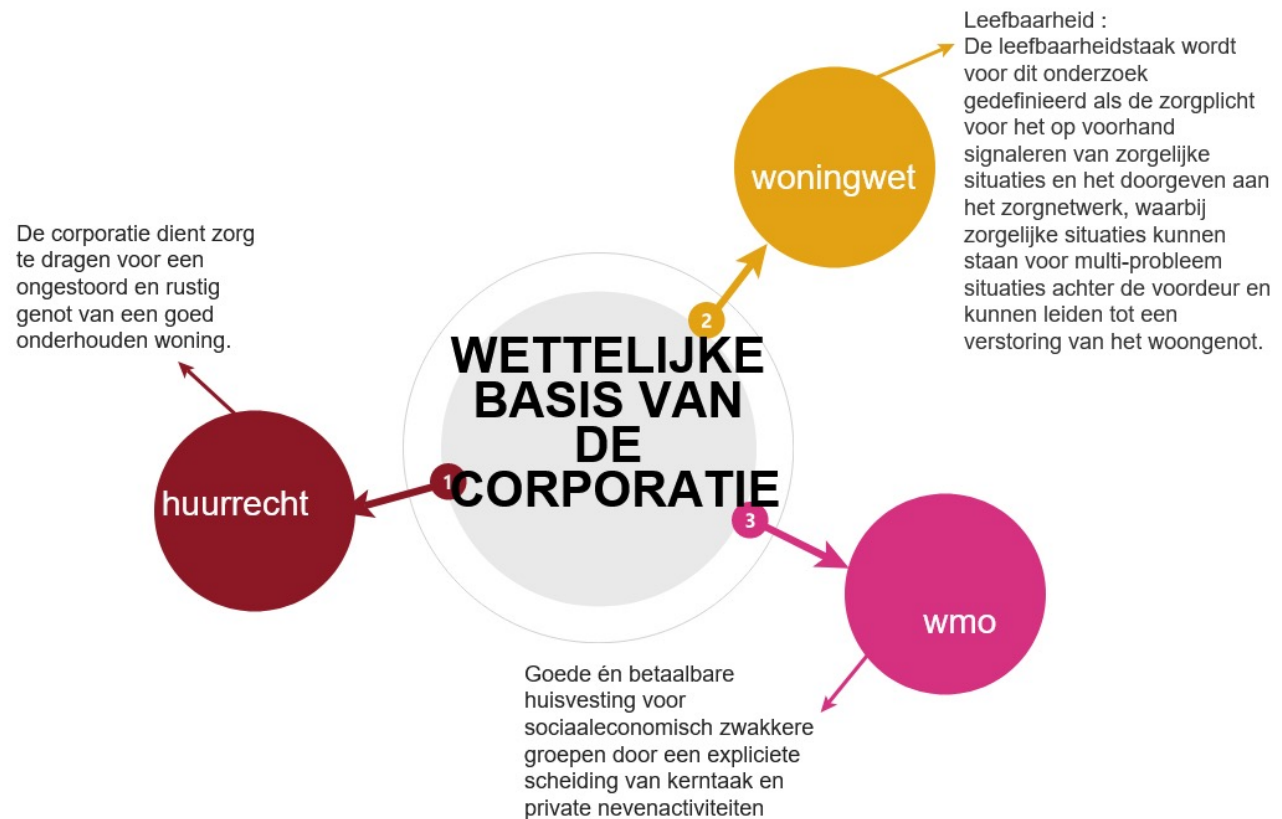 WETTELIJKE
BASIS VAN
DE
CORPORATIE
1
huurrecht
De corporatie dient zorg
te dragen voor een
ongestoord en rustig
genot van een goed
onderhouden woning.
2
woningwet
Leefbaarheid :
De leefbaarheidstaak wordt
voor dit onderzoek
gedefinieerd als de zorgplicht
voor het op voorhand
signaleren van zorgelijke
situaties en het doorgeven aan
het zorgnetwerk, waarbij
zorgelijke situaties kunnen
staan voor multi-probleem
situaties achter de voordeur en
kunnen leiden tot een
verstoring van het woongenot.
3
wmo
Goede én betaalbare
huisvesting voor
sociaaleconomisch zwakkere
groepen door een expliciete
scheiding van kerntaak en
private nevenactiviteiten